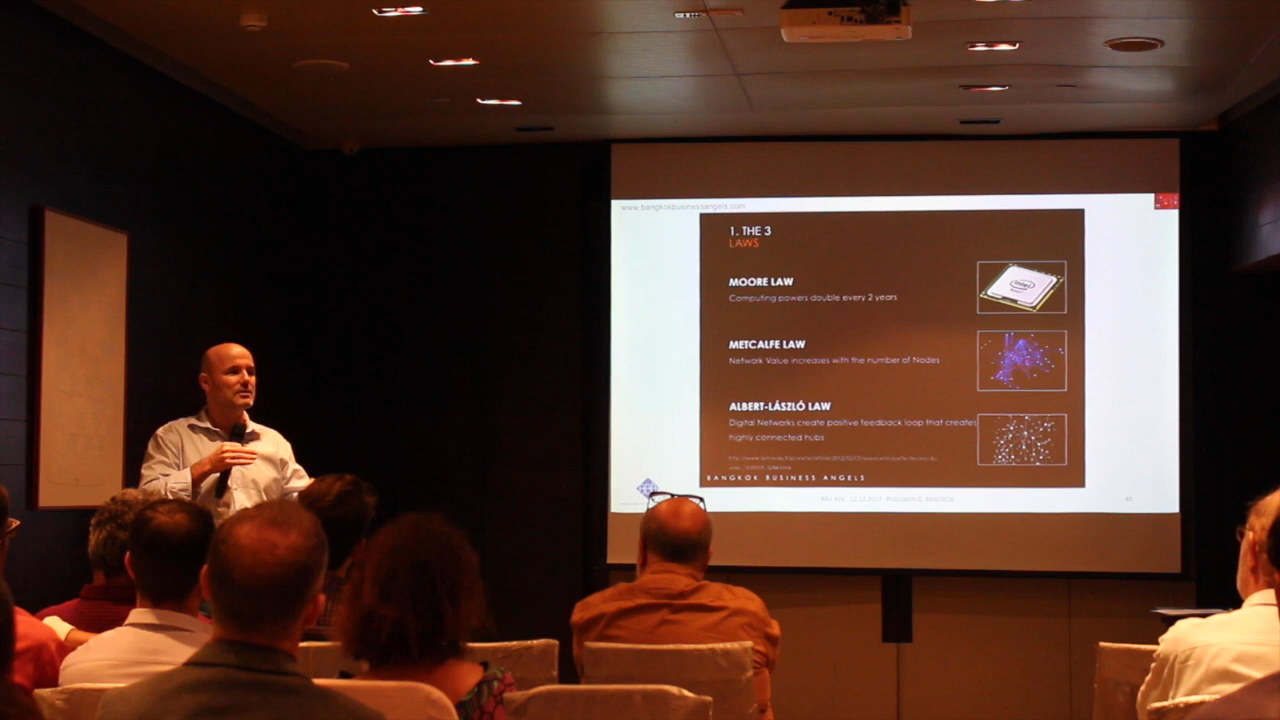 www.bangkokbusinessangels.com
1. THE 3
LAWS
MOORE LAW
Computing powers double every 2 years
intel
METCALFE LAW
Network Value increases with the number of Nodes
ALBERT-LÁSZLÓ LAW
Digital Networks create positive feedback loop that creates
highly connected hubs
BANGKOK BUSINESS ANGELS